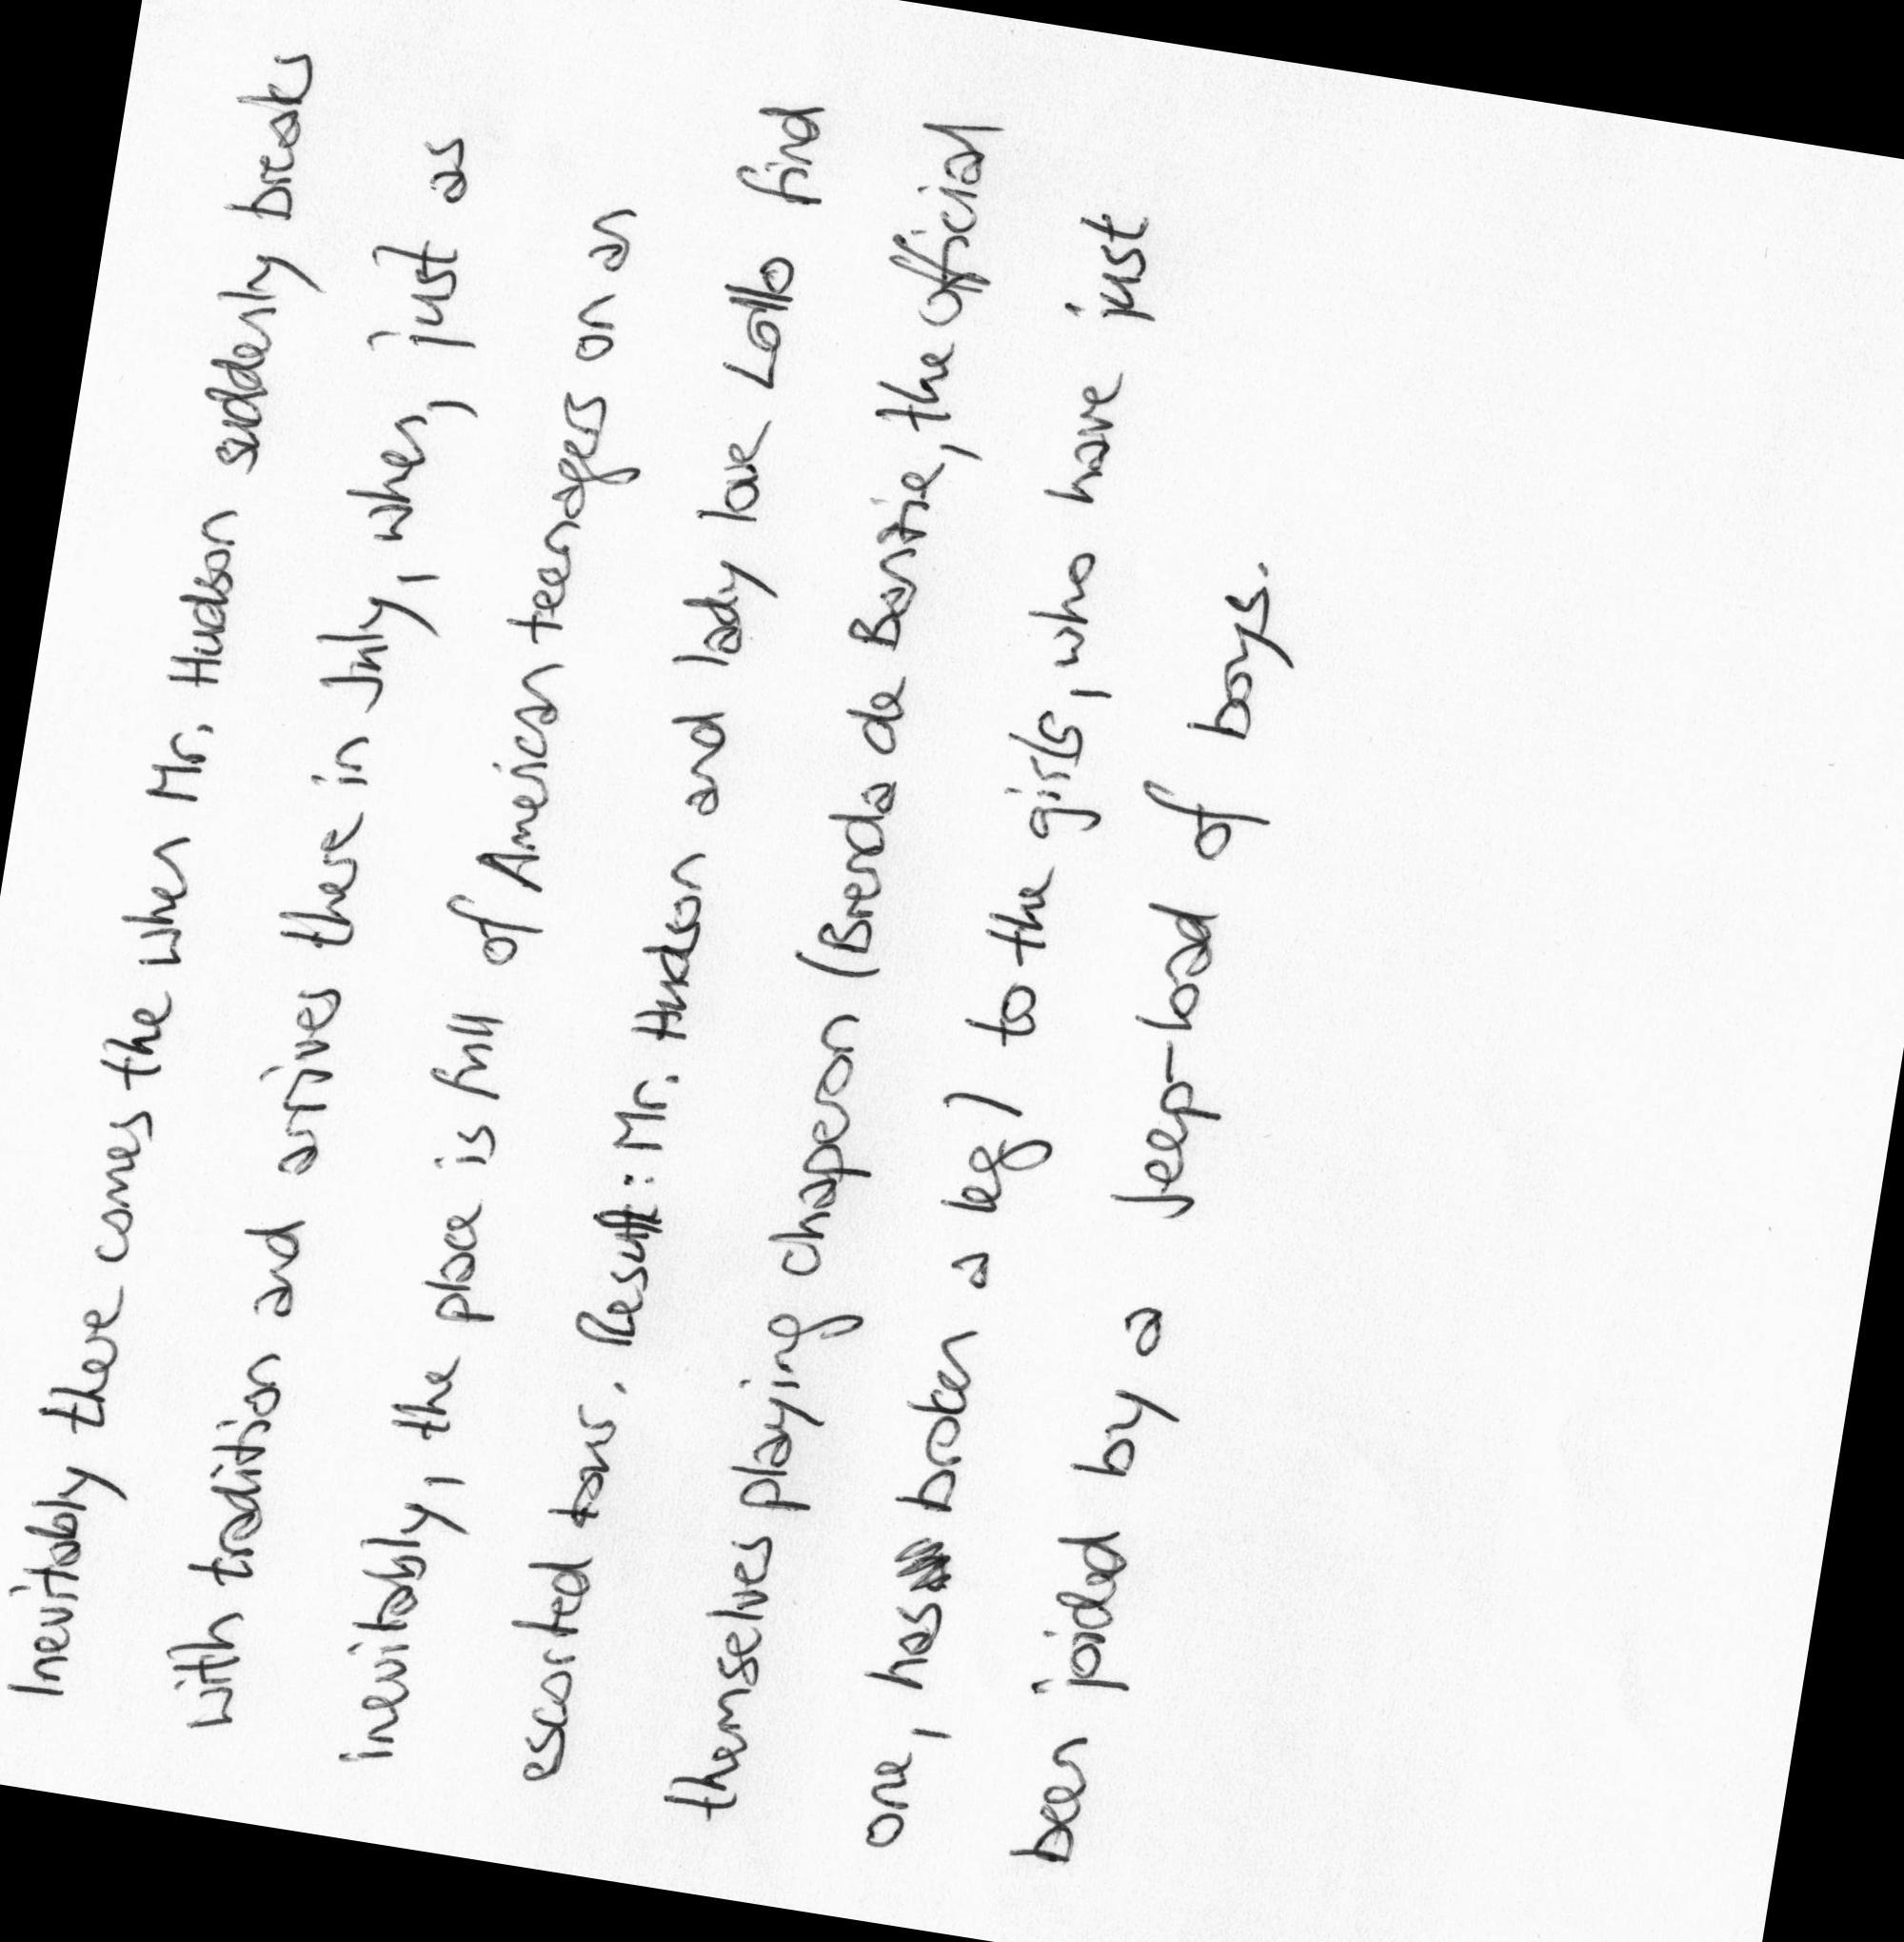 Inevitably there comes the when Mr. Hudson suddenly breaks
with tradition and arrives there in July, when, just as
inevitably, the place is full of American teenagers on an
escorted tour. Result: Mr. Hudson and lady love Lollo find
themselves playing chaperon (Brenda de Banzie, the official
one, has broken a leg) to the girls, who have just
been joined by a Jeep-load of boys.